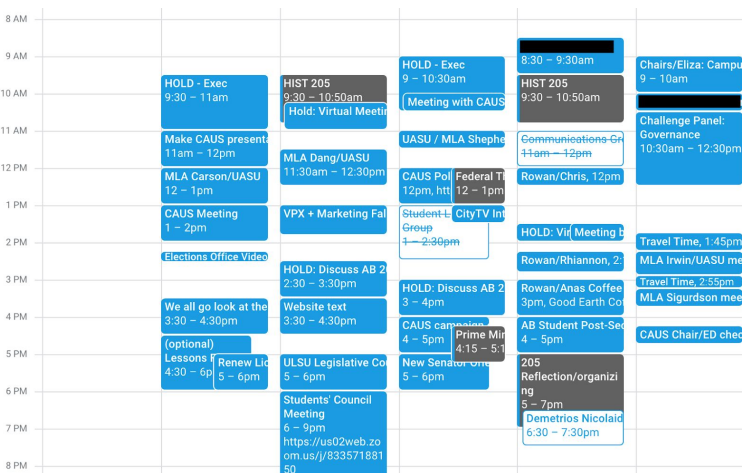 8 AM
9 AM
10 AM
11 AM
12 PM
1 PM
2 PM
3 PM
4 PM
5 PM
6 PM
7 PM
8 PM
HOLD - Exec
9:30 – 11am
Make CAUS presenta
11am – 12pm
MLA Carson/UASU
12 – 1pm
CAUS Meeting
1 – 2pm
Elections Office Video
We all go look at the
3:30 – 4:30pm
(optional)
Lessons
4:30 – 6p
Renew Lic
5 – 6pm
HIST 205
9:30 – 10:50am
Hold: Virtual Meetin
MLA Dang/UASU
11:30am – 12:30pm
VPX + Marketing Fal
HOLD: Discuss AB 2
2:30 – 3:30pm
Website text
3:30 – 4:30pm
ULSU Legislative Co
5 – 6pm
Students' Council
Meeting
6 – 9pm
https://us02web.zo
om.us/j/833571881
50
HOLD - Exec
9 – 10:30am
Meeting with CAUS
UASU / MLA Shephe
CAUS Pol
12pm, htt
Federal Th
12 – 1pm
Student L
Group
1 – 2:30pm
CityTV Int
HOLD: Discuss AB 2
3 – 4pm
CAUS campaign
4 – 5pm
Prime Min
4:15 – 5:1
New Senator One
5 – 6pm
8:30 – 9:30am
HIST 205
9:30 – 10:50am
Communications Gr
11am – 12pm
Rowan/Chris, 12pm
HOLD: Vir
Meeting b
Rowan/Rhiannon, 2:
Rowan/Anas Coffee
3pm, Good Earth Cof
AB Student Post-Sec
4 – 5pm
205
Reflection/organizi
ng
5 – 7pm
Demetrios Nicolaid
6:30 – 7:30pm
Chairs/Eliza: Campu
9 – 10am
Challenge Panel:
Governance
10:30am – 12:30pm
Travel Time, 1:45pm
MLA Irwin/UASU me
Travel Time, 2:55pm
MLA Sigurdson mee
CAUS Chair/ED chec